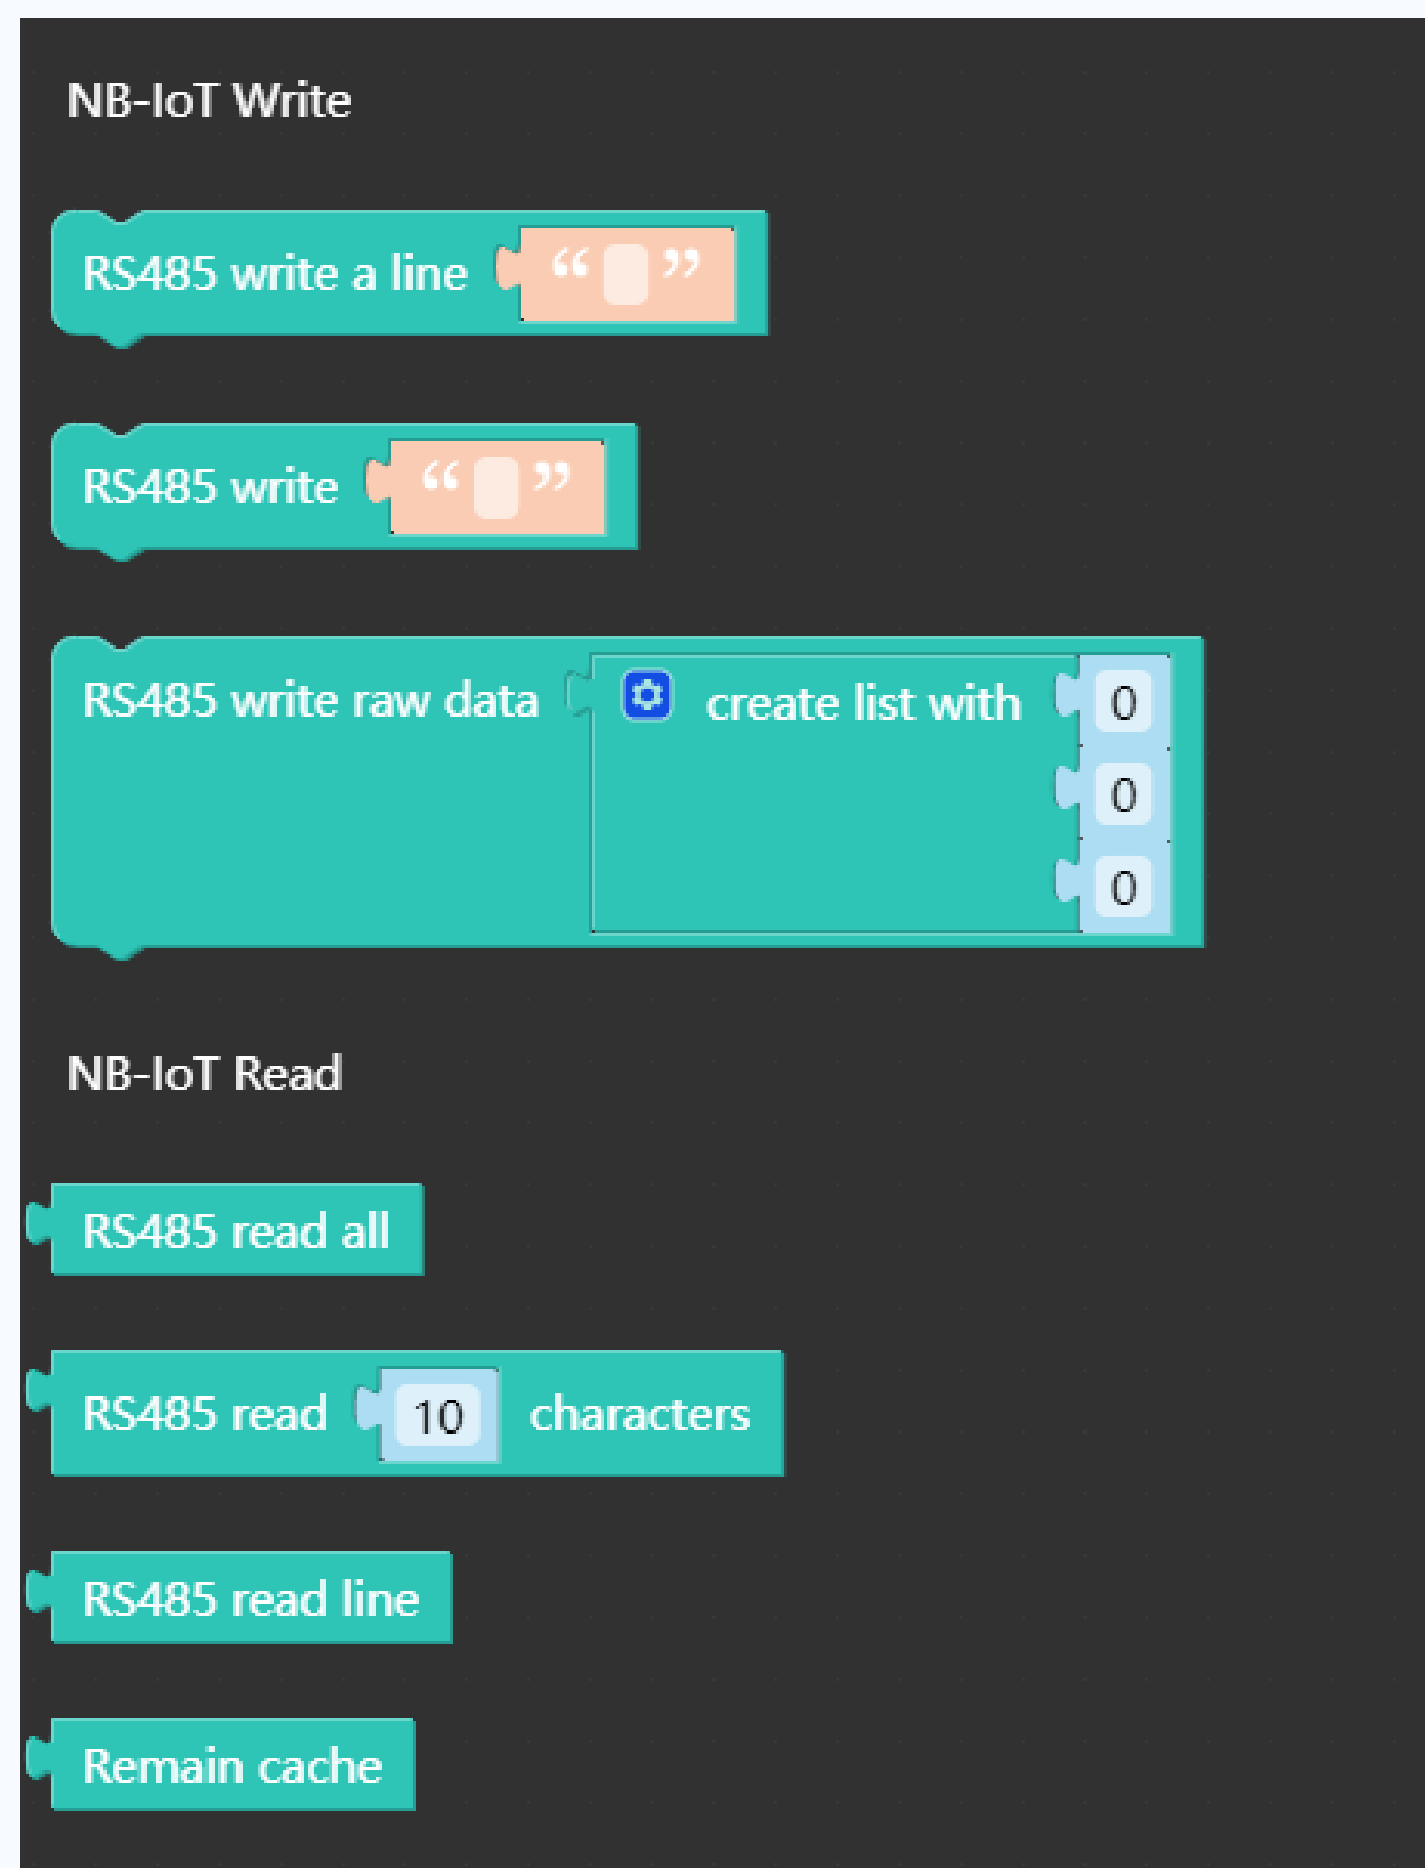 NB-IoT Write
RS485 write a line “ ”
RS485 write “ ”
RS485 write raw data create list with 0
0
0
NB-IoT Read
RS485 read all
RS485 read 10 characters
RS485 read line
Remain cache